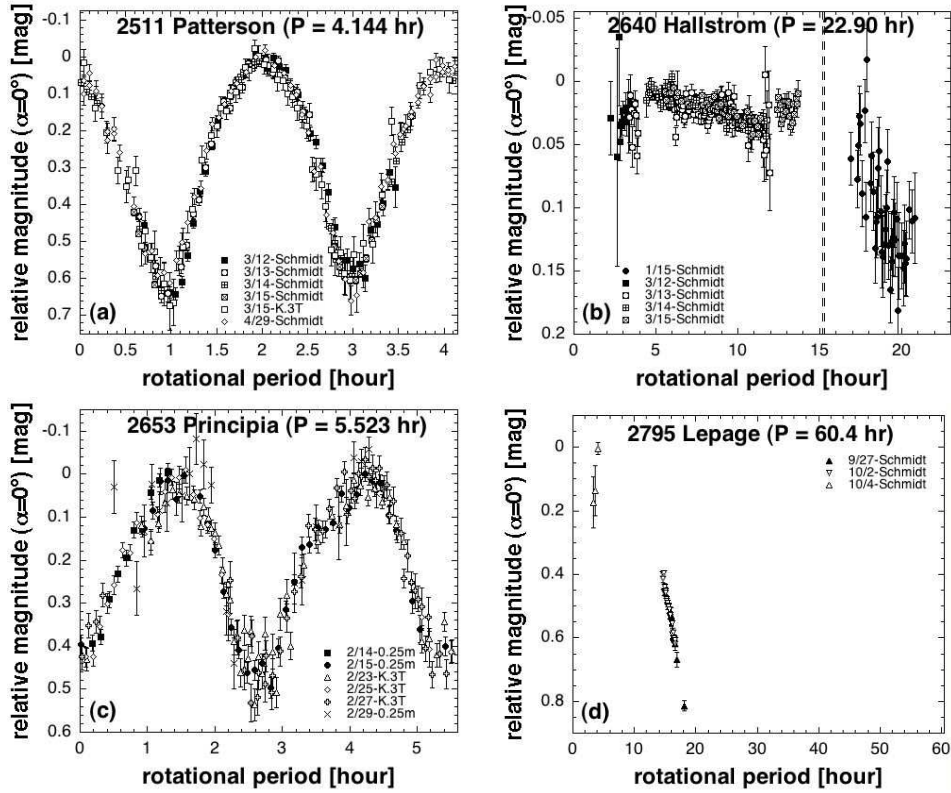 2511 Patterson (P = 4.144 hr)
relative magnitude (α=0°) [mag]
0
0.1
0.2
0.3
0.4
0.5
0.6
0.7
3/12-Schmidt
3/13-Schmidt
3/14-Schmidt
3/15-Schmidt
3/15-K.3T
4/29-Schmidt
(a)
0 0.5 1 1.5 2 2.5 3 3.5 4
rotational period [hour]
2640 Hallstrom (P = 22.90 hr)
relative magnitude (α=0°) [mag]
-0.05
0
0.05
0.1
0.15
0.2
1/15-Schmidt
3/12-Schmidt
3/13-Schmidt
3/14-Schmidt
3/15-Schmidt
(b)
0 5 10 15 20
rotational period [hour]
2653 Principia (P = 5.523 hr)
relative magnitude (α=0°) [mag]
-0.1
0
0.1
0.2
0.3
0.4
0.5
0.6
2/14-0.25m
2/15-0.25m
2/23-K.3T
2/25-K.3T
2/27-K.3T
2/29-0.25m
(c)
0 1 2 3 4 5
rotational period [hour]
2795 Lepage (P = 60.4 hr)
relative magnitude (α=0°) [mag]
0
0.2
0.4
0.6
0.8
9/27-Schmidt
10/2-Schmidt
10/4-Schmidt
(d)
0 10 20 30 40 50 60
rotational period [hour]